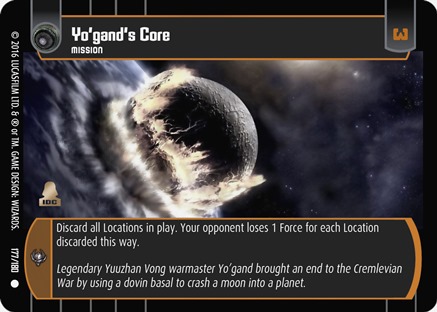 Yo'gand's Core
MISSION
3
© 2016 LUCASFILM LTD. & ® or TM. GAME DESIGN: WIZARDS.
177/180
IDC
Discard all Locations in play. Your opponent loses 1 Force for each Location
discarded this way.
Legendary Yuuzhan Vong warmaster Yo'gand brought an end to the Cremlevian
War by using a dovin basal to crash a moon into a planet.